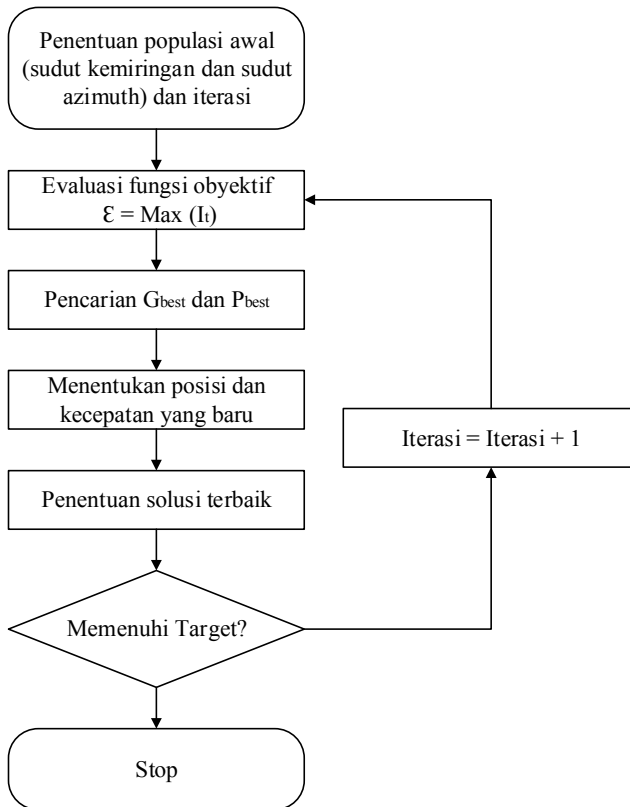 Penentuan populasi awal
(sudut kemiringan dan sudut
azimuth) dan iterasi
Evaluasi fungsi obyektif
Ɛ = Max (It)
Pencarian Gbest dan Pbest
Menentukan posisi dan
kecepatan yang baru
Iterasi = Iterasi + 1
Penentuan solusi terbaik
Memenuhi Target?
Stop